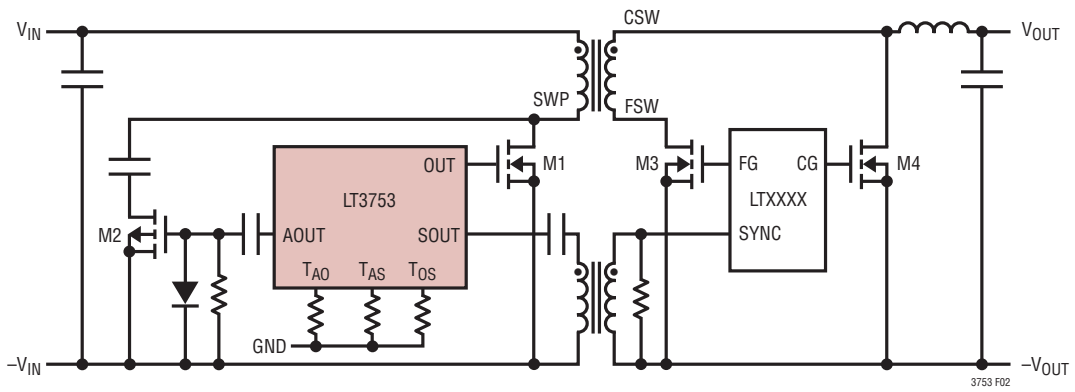 CSW
V_IN
V_OUT
SWP
FSW
OUT
M1
M3
FG
CG
M4
LT3753
LTXXXX
M2
AOUT
SOUT
SYNC
T_AO
T_AS
T_OS
GND
–V_IN
–V_OUT
3753 F02